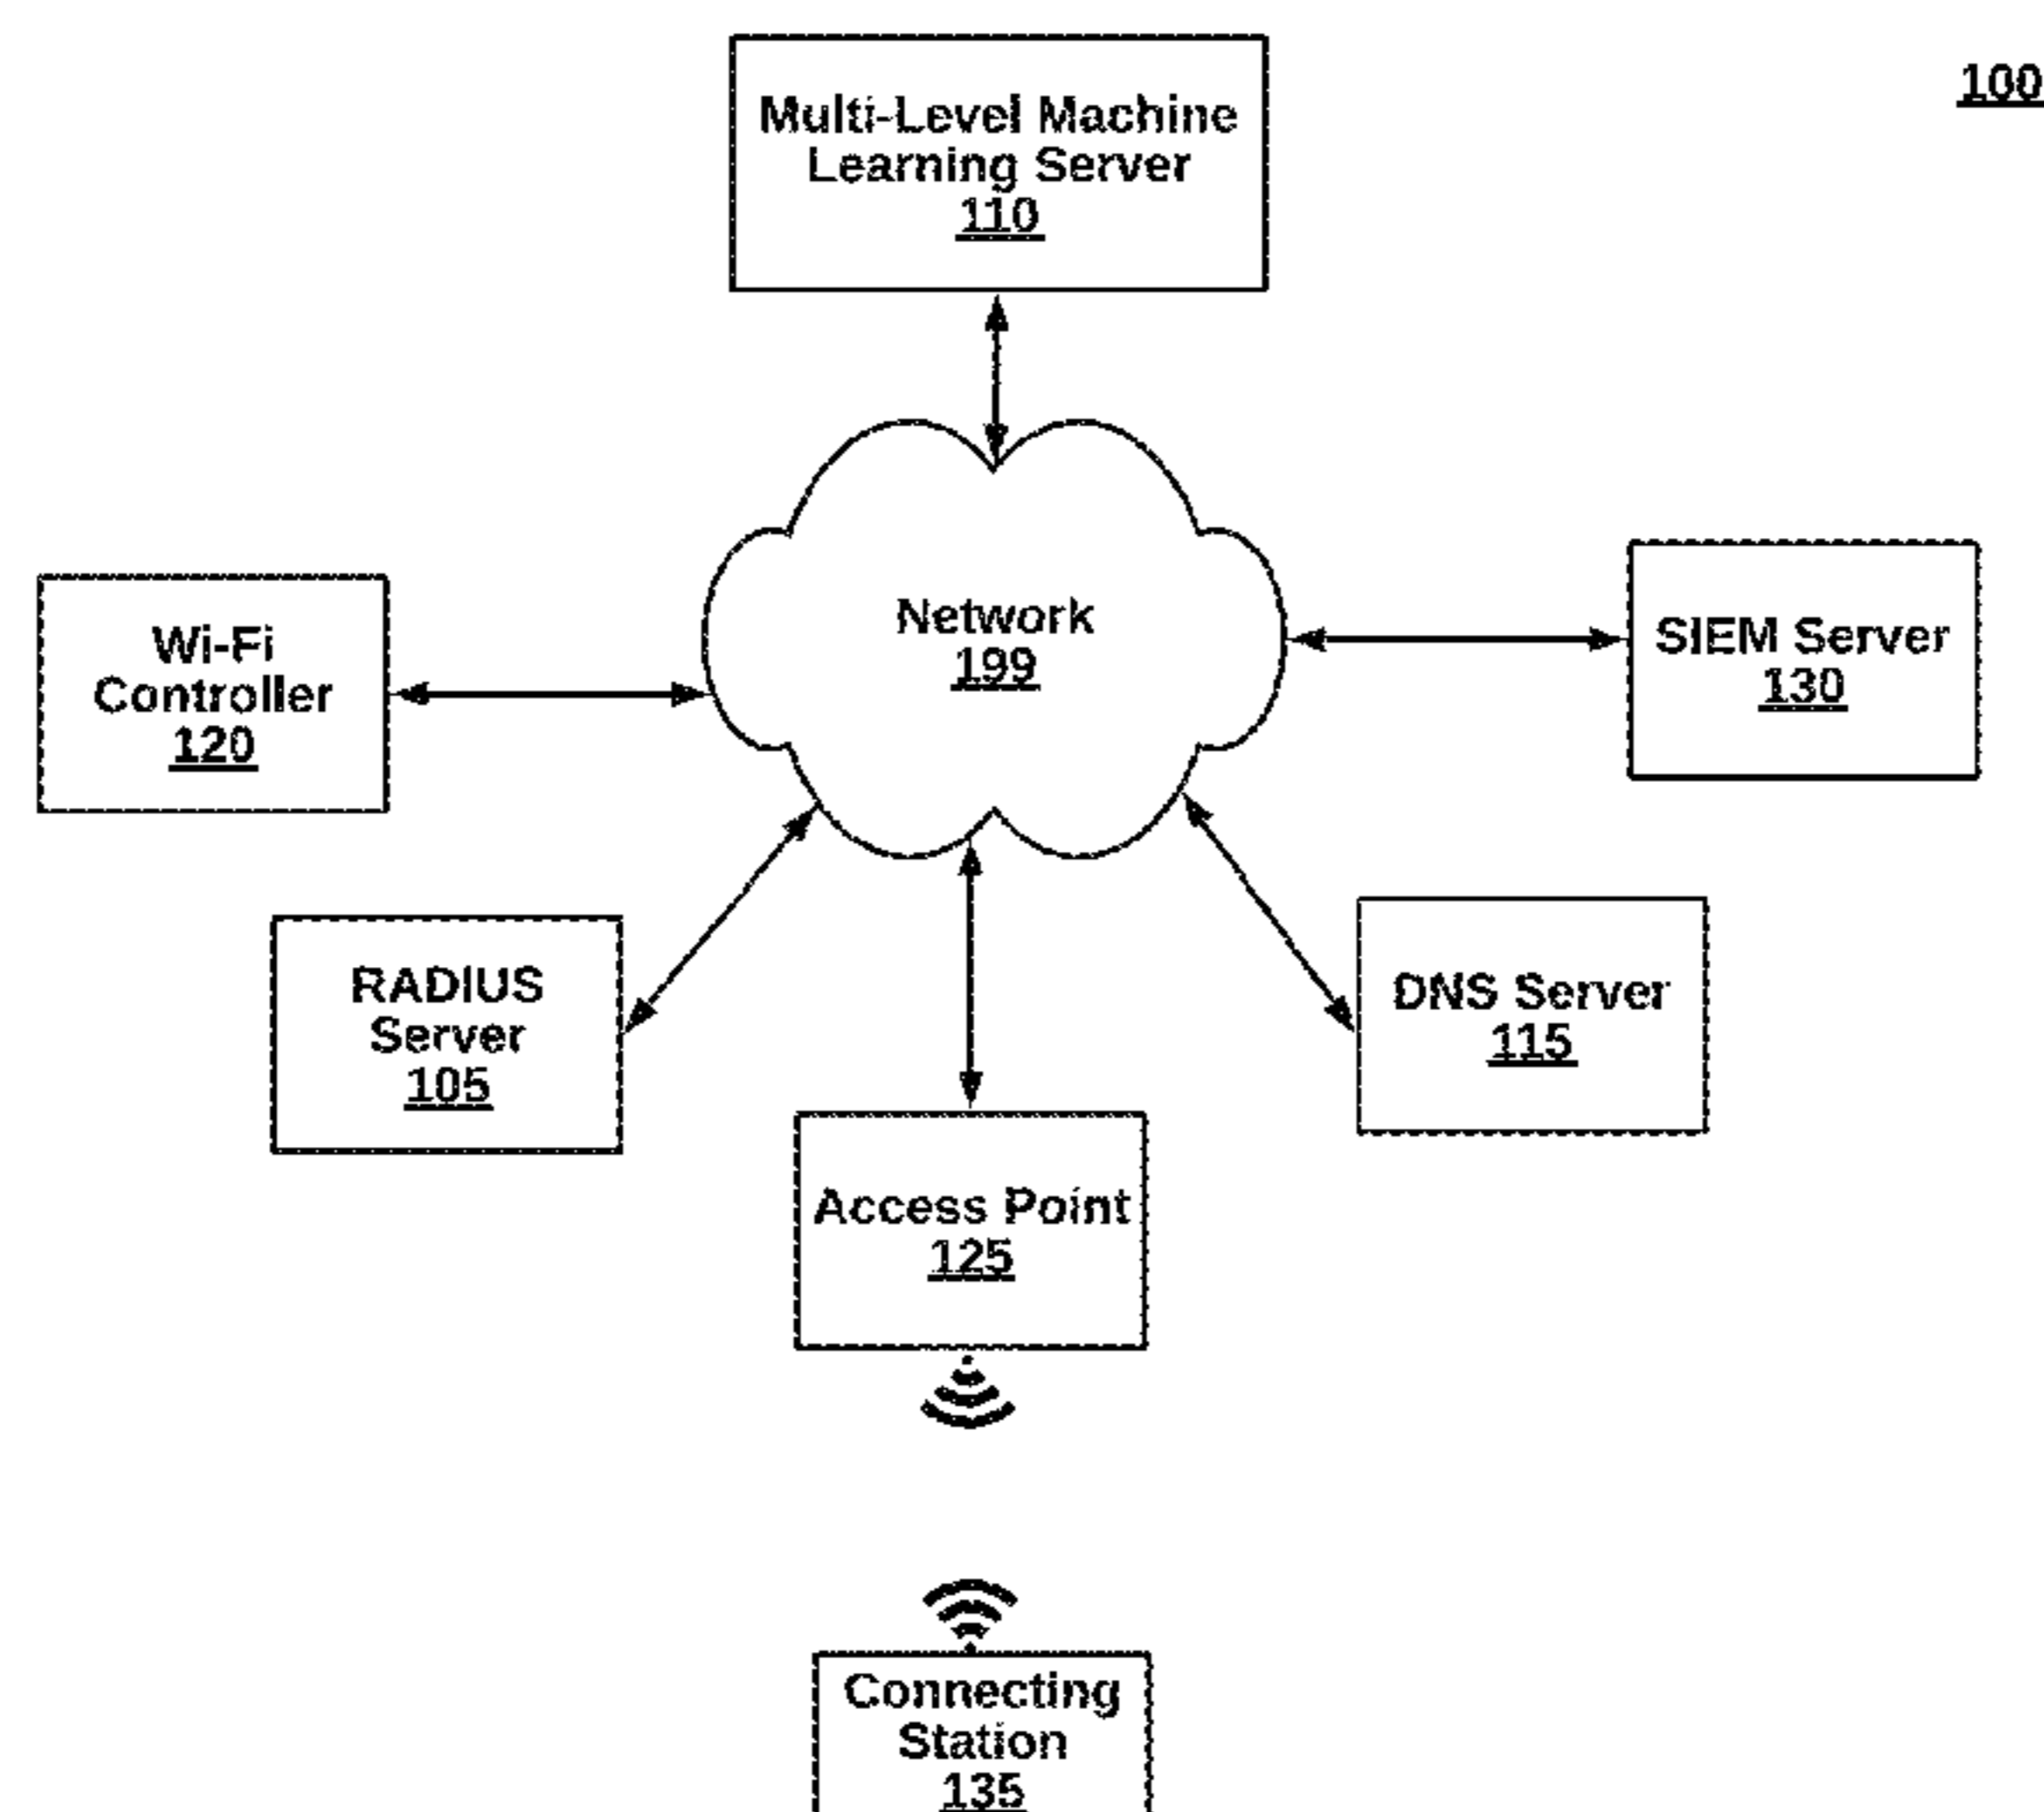 100
Multi-Level Machine
Learning Server
110
Network
199
SIEM Server
130
Wi-Fi
Controller
120
RADIUS
Server
105
DNS Server
115
Access Point
125
Connecting
Station
135